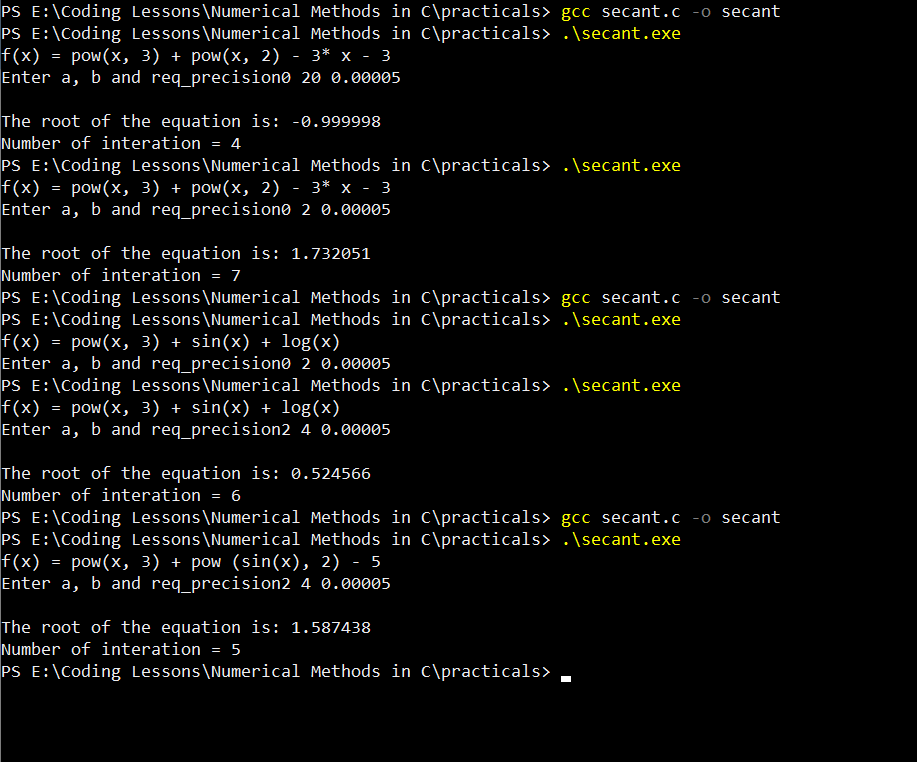 PS E:\Coding Lessons\Numerical Methods in C\practicals> gcc secant.c -o secant
PS E:\Coding Lessons\Numerical Methods in C\practicals> .\secant.exe
f(x) = pow(x, 3) + pow(x, 2) - 3* x - 3
Enter a, b and req_precision0 20 0.00005
The root of the equation is: -0.999998
Number of interation = 4
PS E:\Coding Lessons\Numerical Methods in C\practicals> .\secant.exe
f(x) = pow(x, 3) + pow(x, 2) - 3* x - 3
Enter a, b and req_precision0 2 0.00005
The root of the equation is: 1.732051
Number of interation = 7
PS E:\Coding Lessons\Numerical Methods in C\practicals> gcc secant.c -o secant
PS E:\Coding Lessons\Numerical Methods in C\practicals> .\secant.exe
f(x) = pow(x, 3) + sin(x) + log(x)
Enter a, b and req_precision0 2 0.00005
PS E:\Coding Lessons\Numerical Methods in C\practicals> .\secant.exe
f(x) = pow(x, 3) + sin(x) + log(x)
Enter a, b and req_precision2 4 0.00005
The root of the equation is: 0.524566
Number of interation = 6
PS E:\Coding Lessons\Numerical Methods in C\practicals> gcc secant.c -o secant
PS E:\Coding Lessons\Numerical Methods in C\practicals> .\secant.exe
f(x) = pow(x, 3) + pow (sin(x), 2) - 5
Enter a, b and req_precision2 4 0.00005
The root of the equation is: 1.587438
Number of interation = 5
PS E:\Coding Lessons\Numerical Methods in C\practicals>